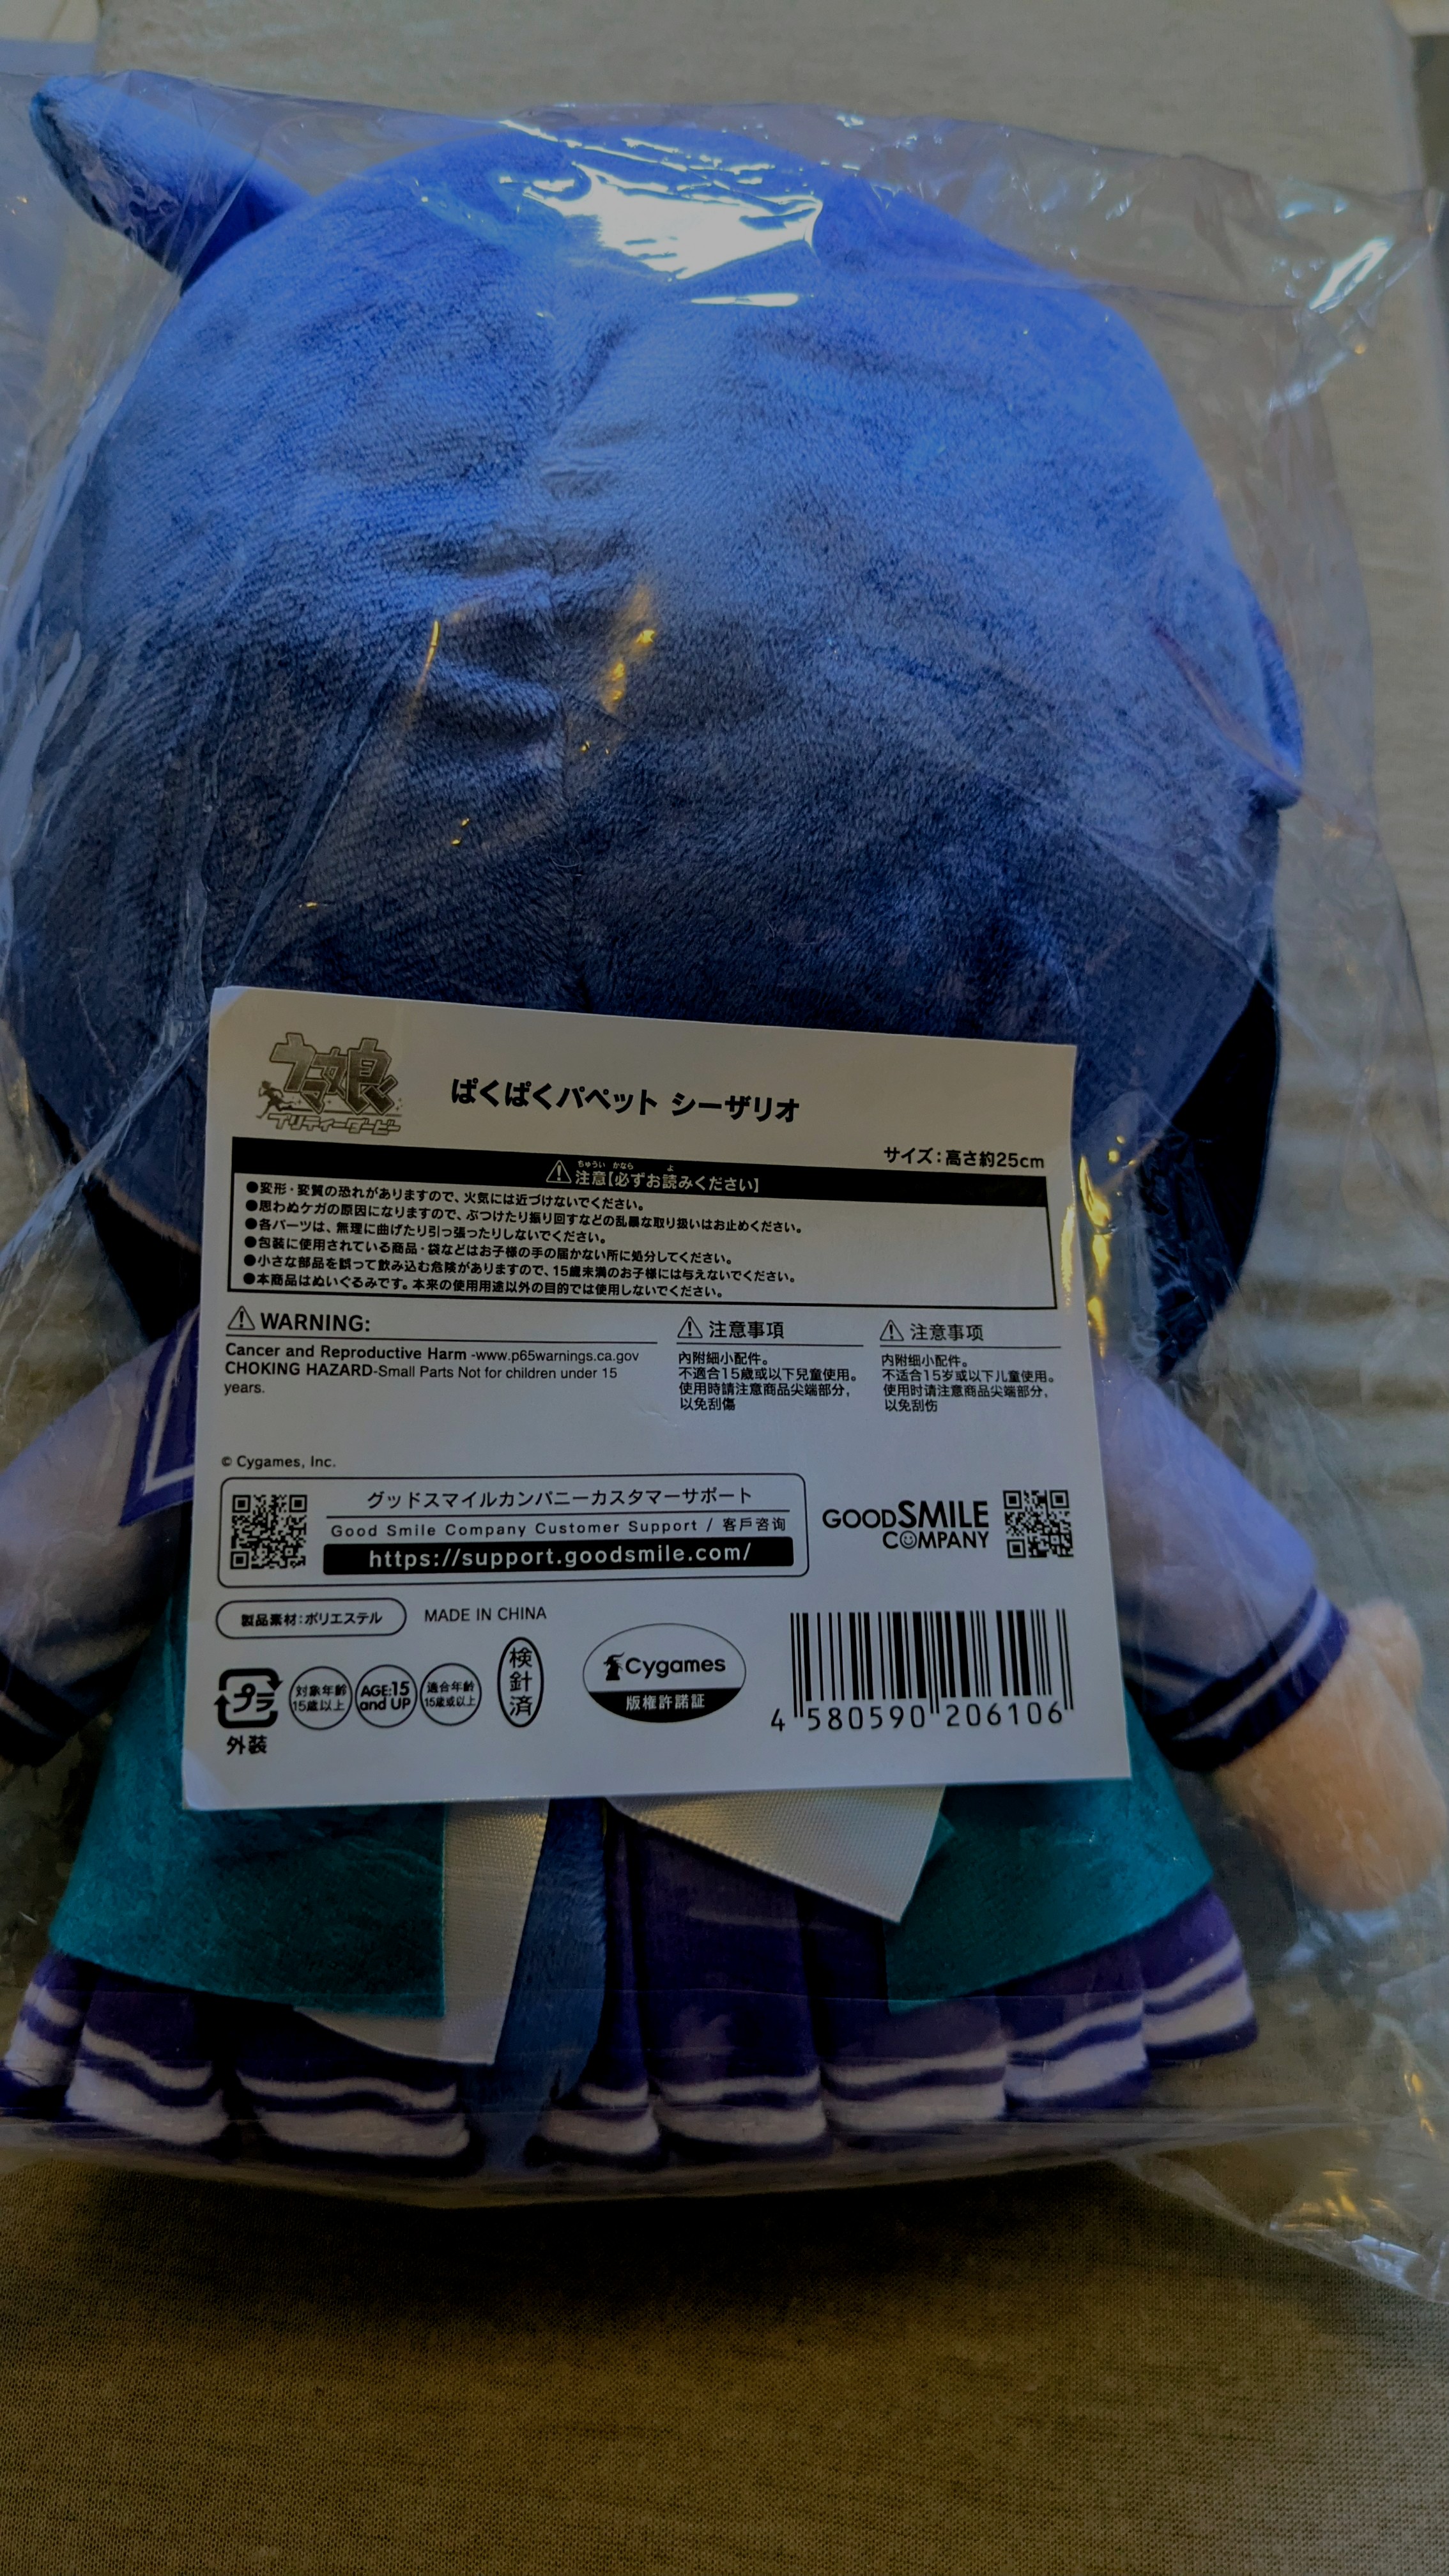 ウマ娘
プリティーダービー
ぱくぱくパペット シーザリオ
サイズ：高さ約25cm
ちゅうい かなら よ
⚠注意【必ずお読みください】
●変形・変質の恐れがありますので、火気には近づけないでください。
●思わぬケガの原因になりますので、ぶつけたり振り回すなどの乱暴な取り扱いはお止めください。
●各パーツは、無理に曲げたり引っ張ったりしないでください。
●包装に使用されている商品・袋などはお子様の手の届かない所に処分してください。
●小さな部品を誤って飲み込む危険がありますので、15歳未満のお子様には与えないでください。
●本商品はぬいぐるみです。本来の使用用途以外の目的では使用しないでください。
⚠ WARNING:
Cancer and Reproductive Harm -www.p65warnings.ca.gov
CHOKING HAZARD-Small Parts Not for children under 15
years.
⚠ 注意事項
內附細小配件。
不適合15歲或以下兒童使用。
使用時請注意商品尖端部分，
以免刮傷
⚠ 注意事项
内附细小配件。
不适合15岁或以下儿童使用。
使用时请注意商品尖端部分，
以免刮伤
© Cygames, Inc.
グッドスマイルカンパニーカスタマーサポート
Good Smile Company Customer Support / 客戶咨询
https://support.goodsmile.com/
GOODSMILE
COMPANY
製品素材：ポリエステル
MADE IN CHINA
プラ
外装
対象年齢
15歳以上
AGE:15
and UP
適合年齡
15歲或以上
検
針
済
Cygames
版権許諾証
4 580590 206106